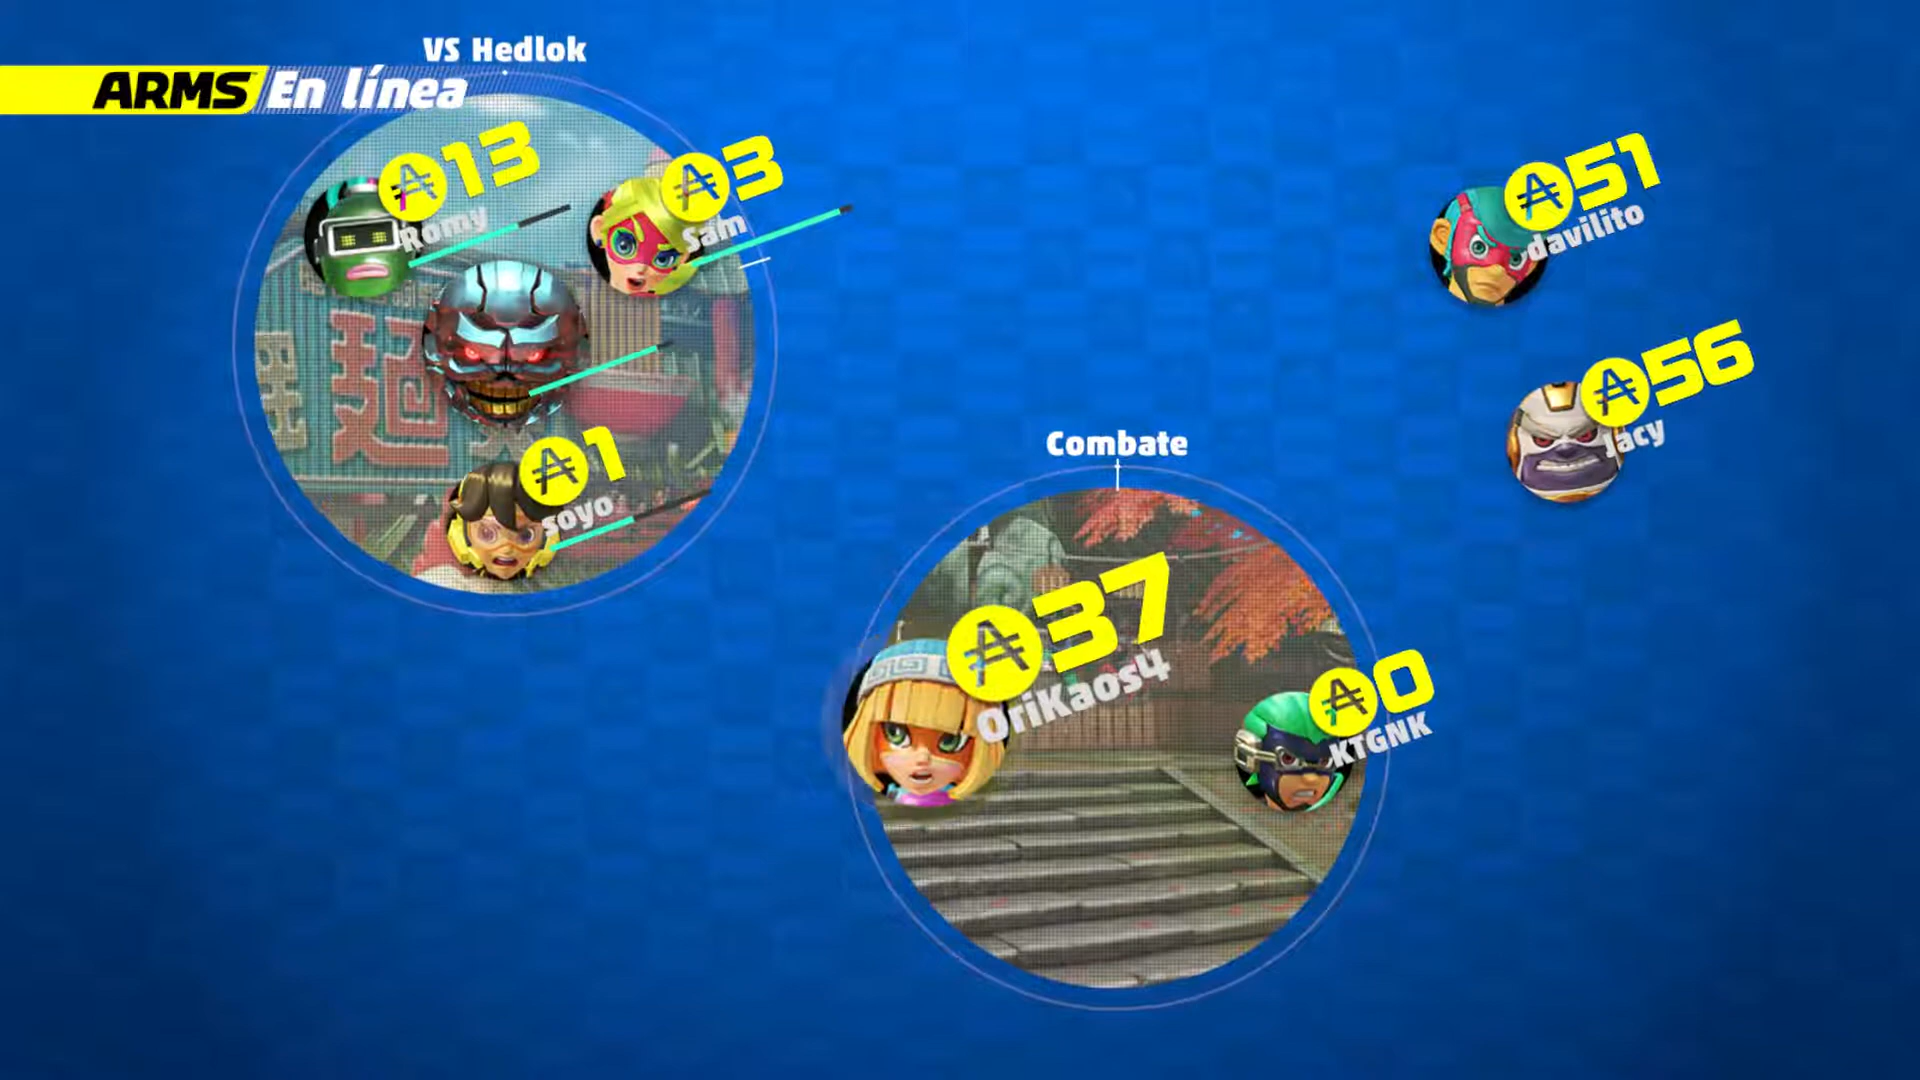 VS Hedlok
ARMS En línea
13
Romy
3
Sam
1
soyo
Combate
37
OriKaos4
0
KTGNK
51
davilito
56
Jacy